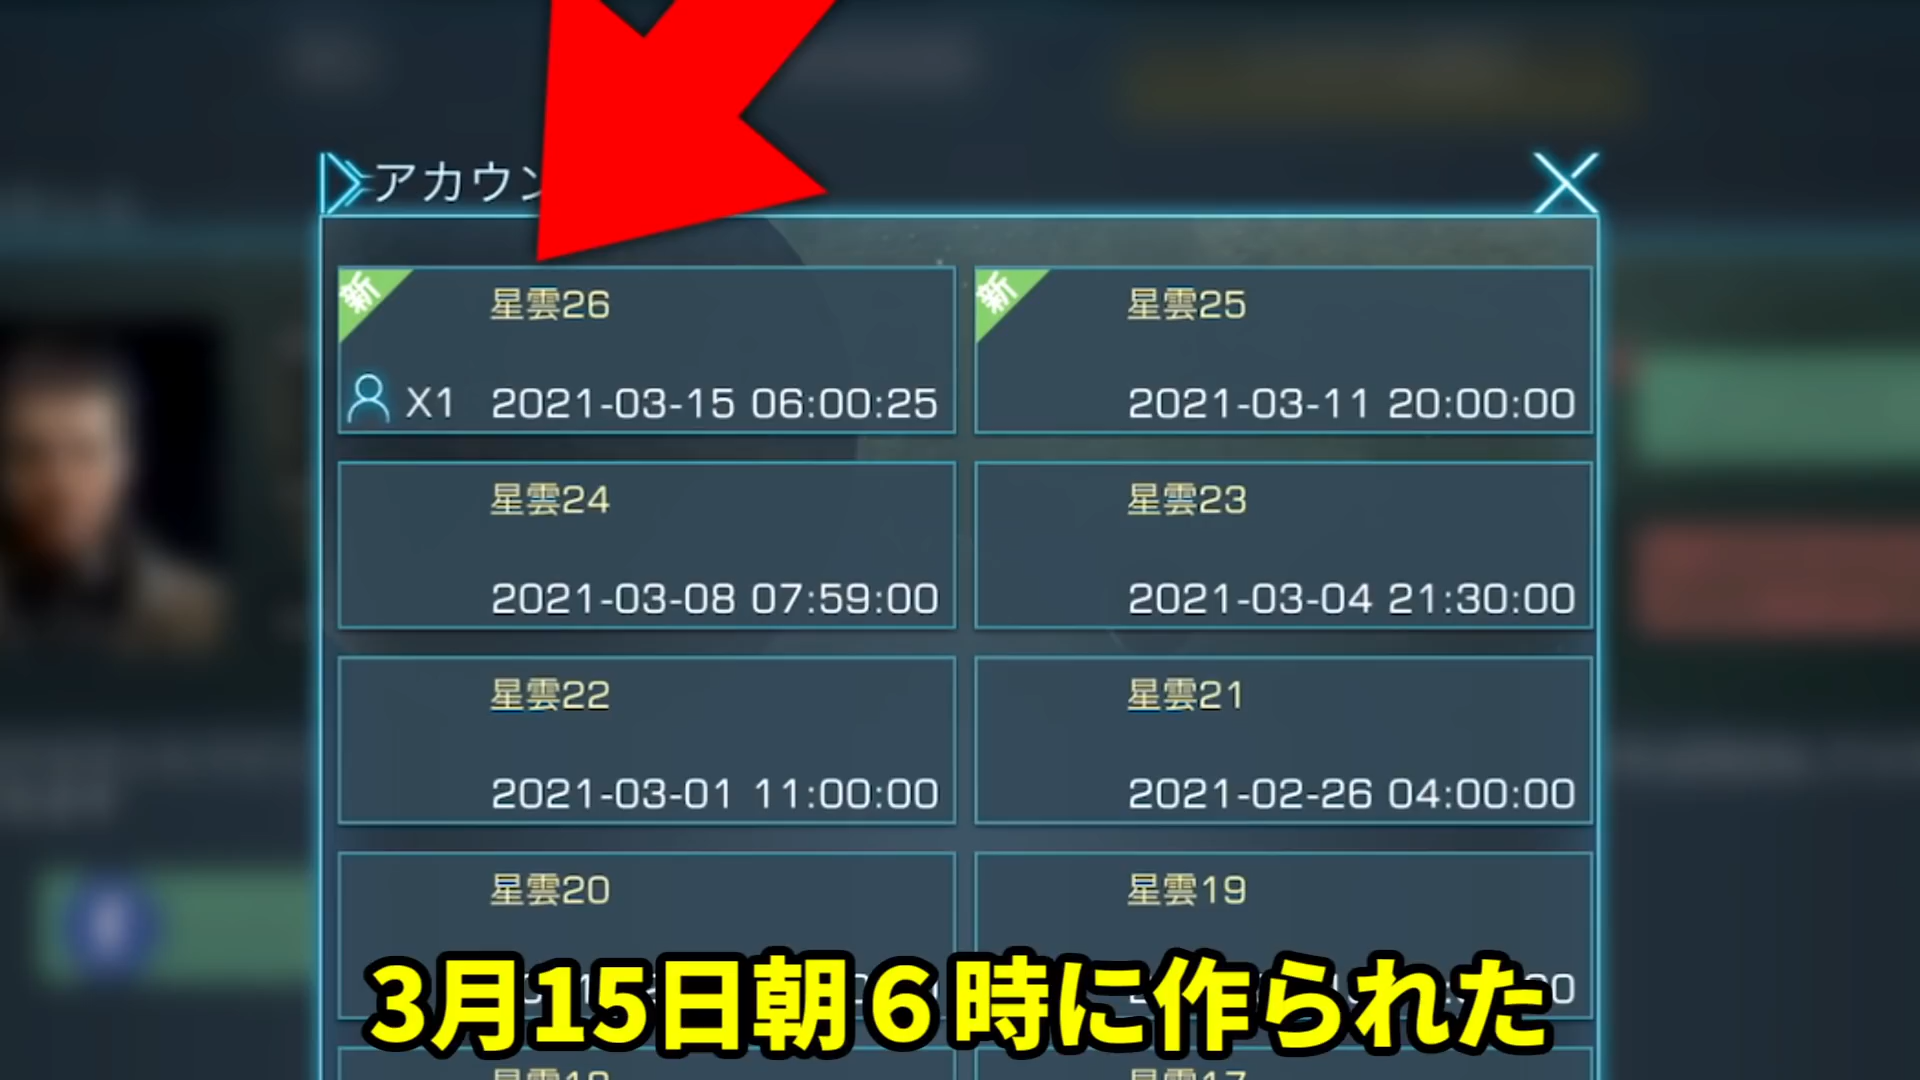 アカウン
新
星雲26
X1 2021-03-15 06:00:25
新
星雲25
2021-03-11 20:00:00
星雲24
2021-03-08 07:59:00
星雲23
2021-03-04 21:30:00
星雲22
2021-03-01 11:00:00
星雲21
2021-02-26 04:00:00
星雲20
星雲19
3月15日朝６時に作られた